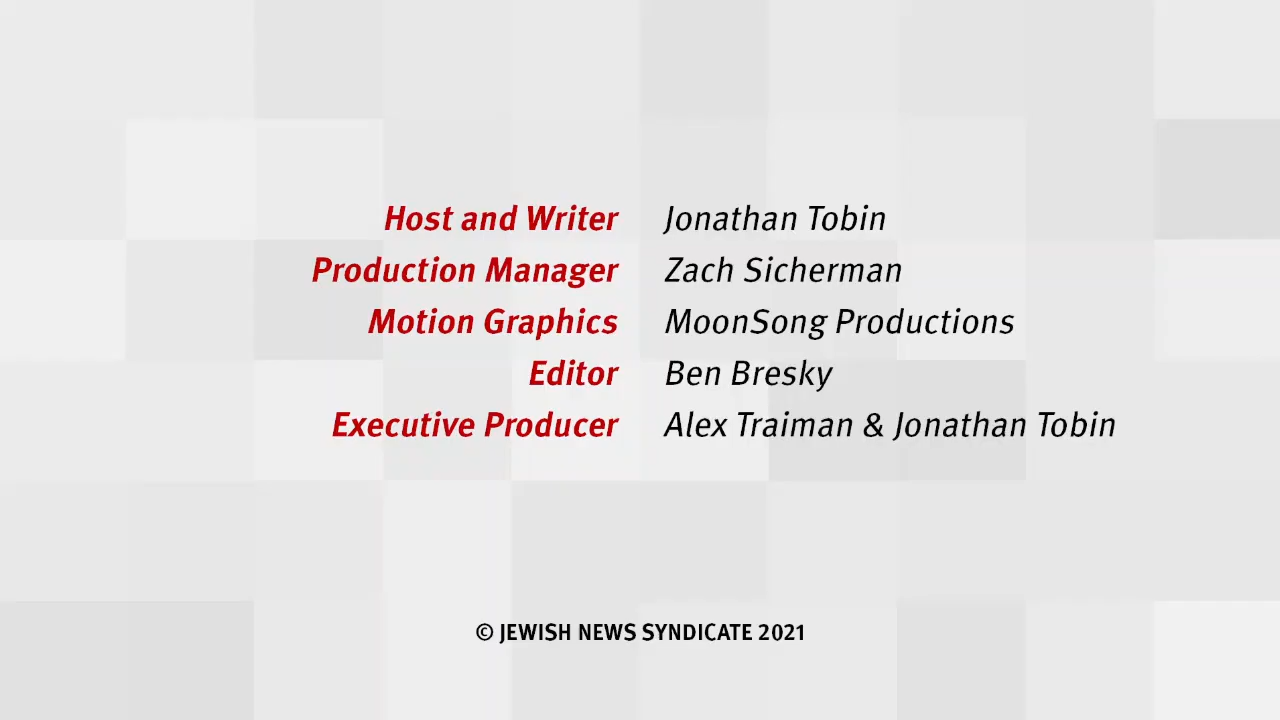 Host and Writer Jonathan Tobin
Production Manager Zach Sicherman
Motion Graphics MoonSong Productions
Editor Ben Bresky
Executive Producer Alex Traiman & Jonathan Tobin
© JEWISH NEWS SYNDICATE 2021